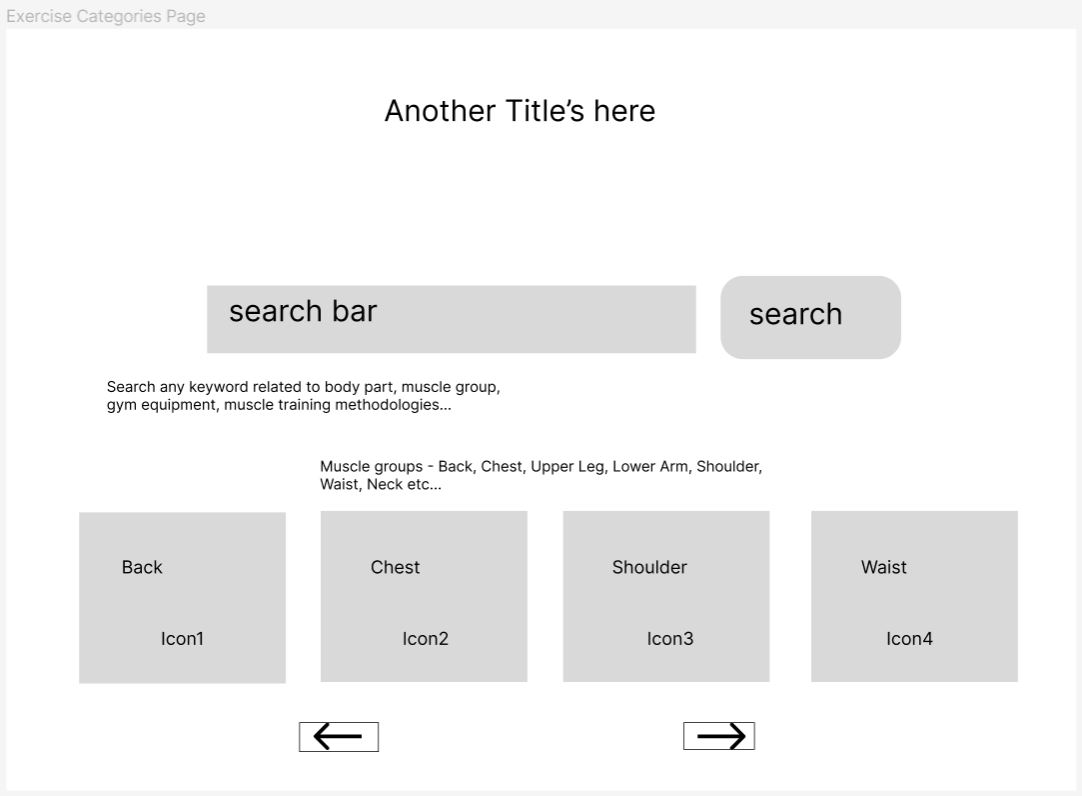 Exercise Categories Page
Another Title’s here
search bar
search
Search any keyword related to body part, muscle group,
gym equipment, muscle training methodologies...
Muscle groups - Back, Chest, Upper Leg, Lower Arm, Shoulder,
Waist, Neck etc...
Back
Chest
Shoulder
Waist
Icon1
Icon2
Icon3
Icon4